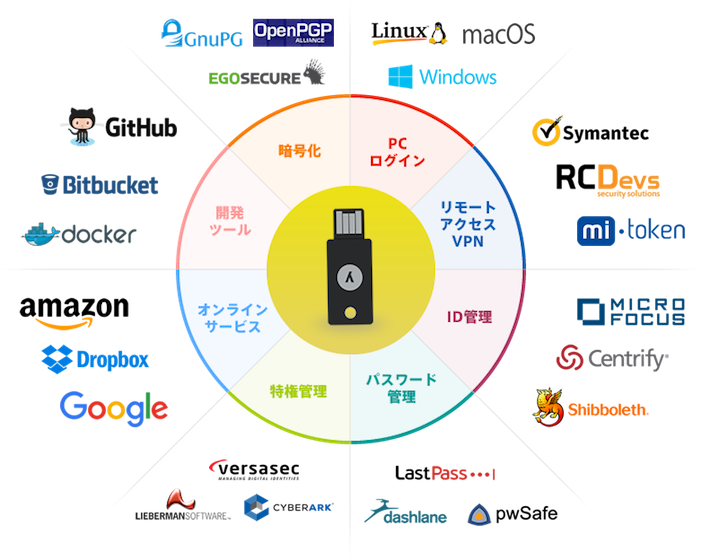 GnuPG
OpenPGP
ALLIANCE
EGOSECURE
Linux
macOS
Windows
GitHub
Bitbucket
docker
Symantec
RCDevs
security solutions
mi-token
暗号化
PC
ログイン
開発
ツール
リモート
アクセス
VPN
オンライン
サービス
ID管理
特権管理
パスワード
管理
y
amazon
Dropbox
Google
MICRO
FOCUS
Centrify
Shibboleth.
versasec
MANAGING DIGITAL IDENTITIES
LIEBERMANSOFTWARE
CYBERARK
LastPass•••|
dashlane
pwSafe